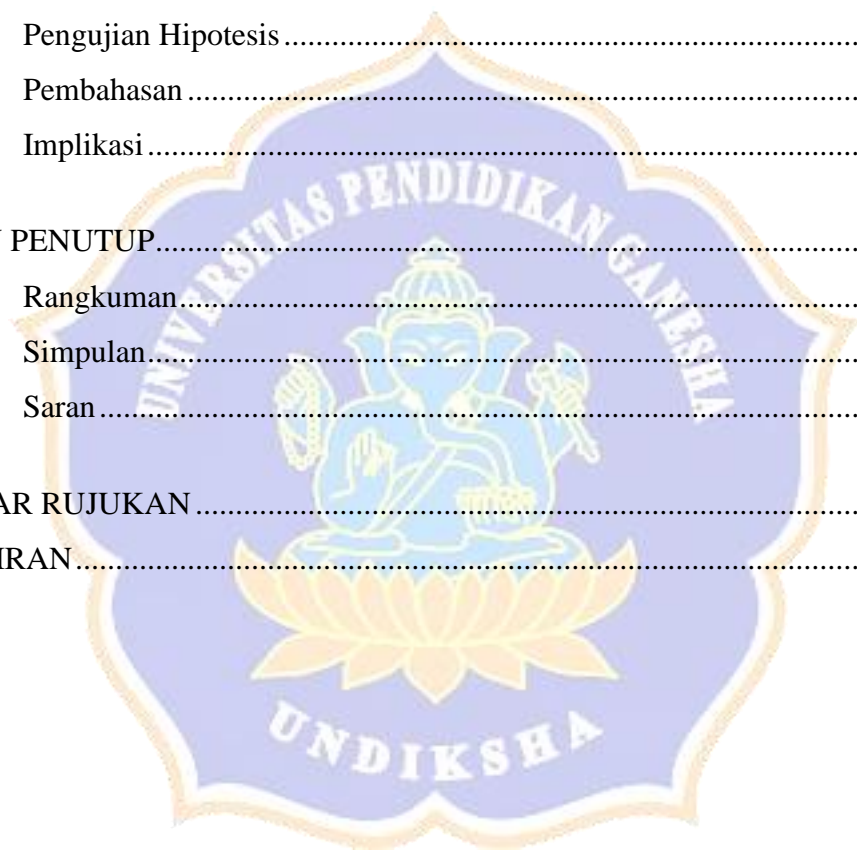 Pengujian Hipotesis..........................................................................
Pembahasan......................................................................................
Implikasi...........................................................................................
PENUTUP........................................................................................
Rangkuman.......................................................................................
Simpulan...........................................................................................
Saran.................................................................................................
AR RUJUKAN.................................................................................
IRAN.................................................................................................
UNIVERSITAS PENDIDIKAN GANESHA
UNDIKSHA